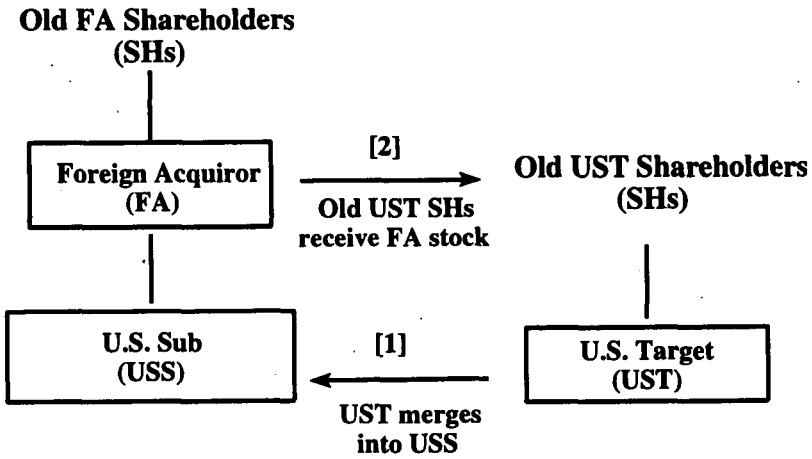 Old FA Shareholders
(SHs)
Foreign Acquiror
(FA)
[2]
Old UST SHs
receive FA stock
Old UST Shareholders
(SHs)
U.S. Sub
(USS)
[1]
UST merges
into USS
U.S. Target
(UST)